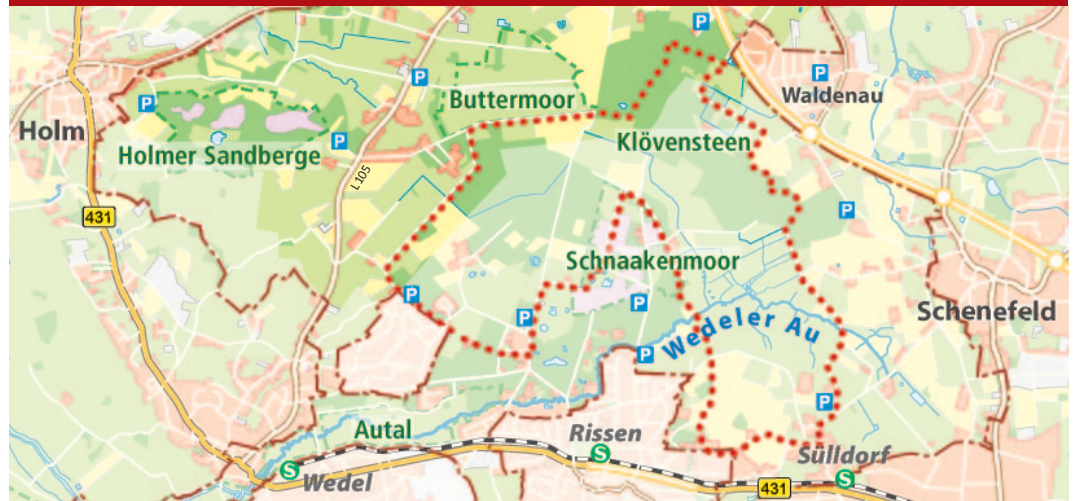 P
Buttermoor
P
P
Waldenau
P
Holm
Holmer Sandberge
P
Klövensteen
L105
431
P
Schnaakenmoor
P
P
P
Wedeler Au
Schenefeld
P
P
Autal
Rissen
S
Sülldorf
S
Wedel
S
431